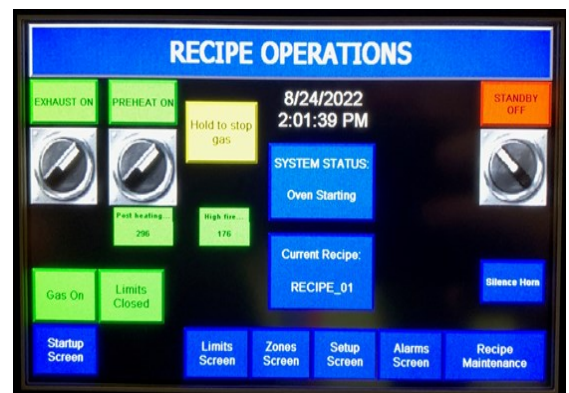 RECIPE OPERATIONS
EXHAUST ON
PREHEAT ON
Hold to stop
gas
8/24/2022
2:01:39 PM
STANDBY
OFF
SYSTEM STATUS:
Oven Starting
Post heating...
296
High fire...
176
Current Recipe:
RECIPE_01
Gas On
Limits
Closed
Silence Horn
Startup
Screen
Limits
Screen
Zones
Screen
Setup
Screen
Alarms
Screen
Recipe
Maintenance